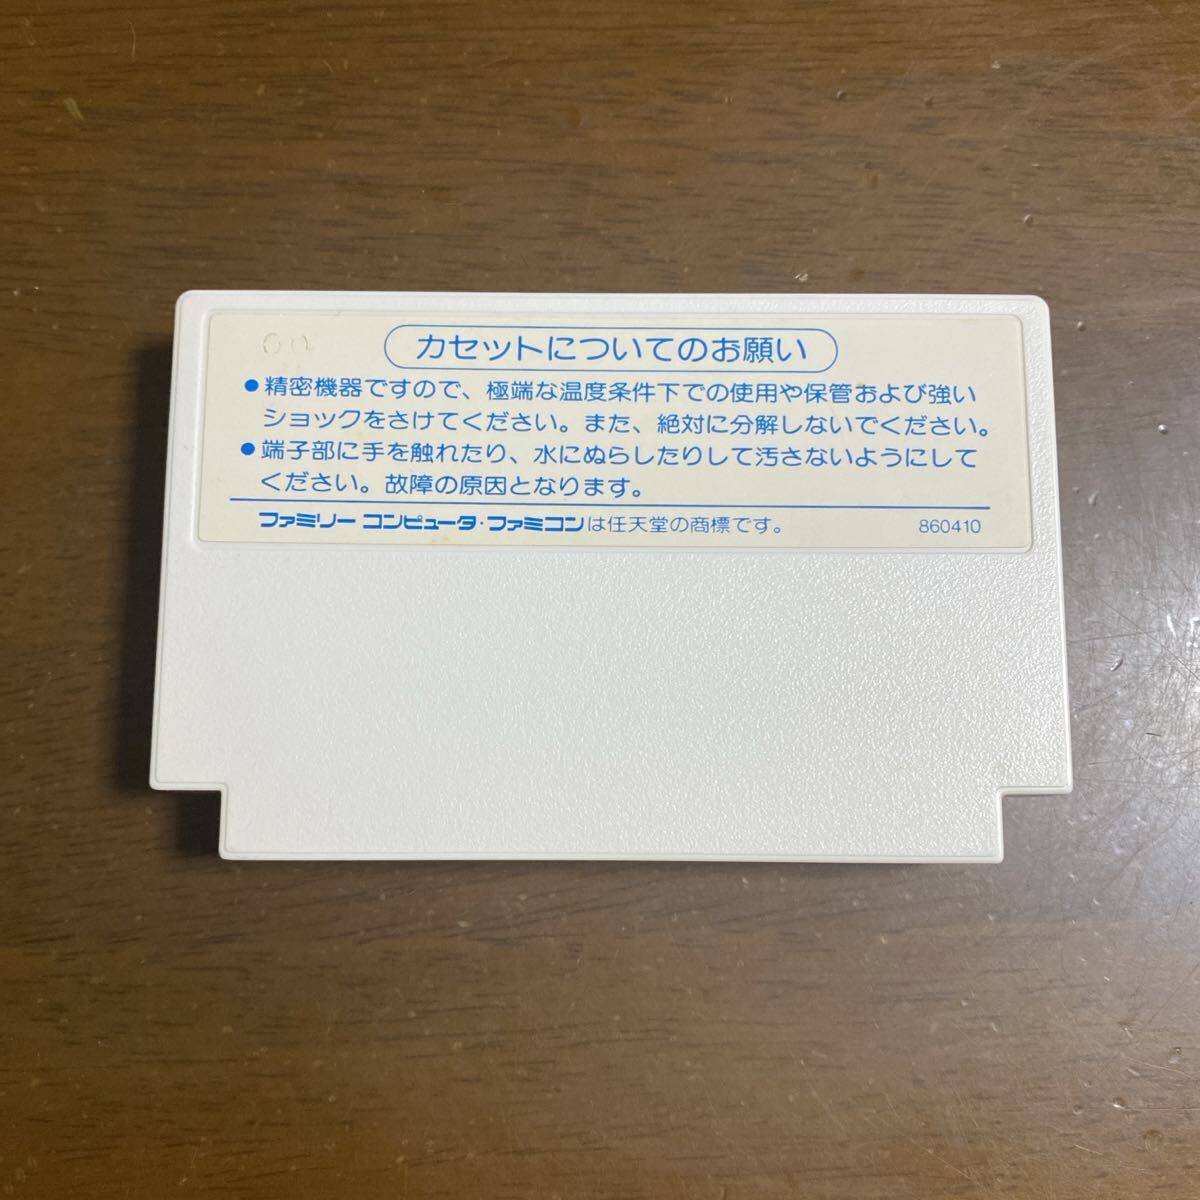 カセットについてのお願い
●精密機器ですので、極端な温度条件下での使用や保管および強い
ショックをさけてください。また、絶対に分解しないでください。
●端子部に手を触れたり、水にぬらしたりして汚さないようにして
ください。故障の原因となります。
ファミリー コンピュータ・ファミコンは任天堂の商標です。 860410